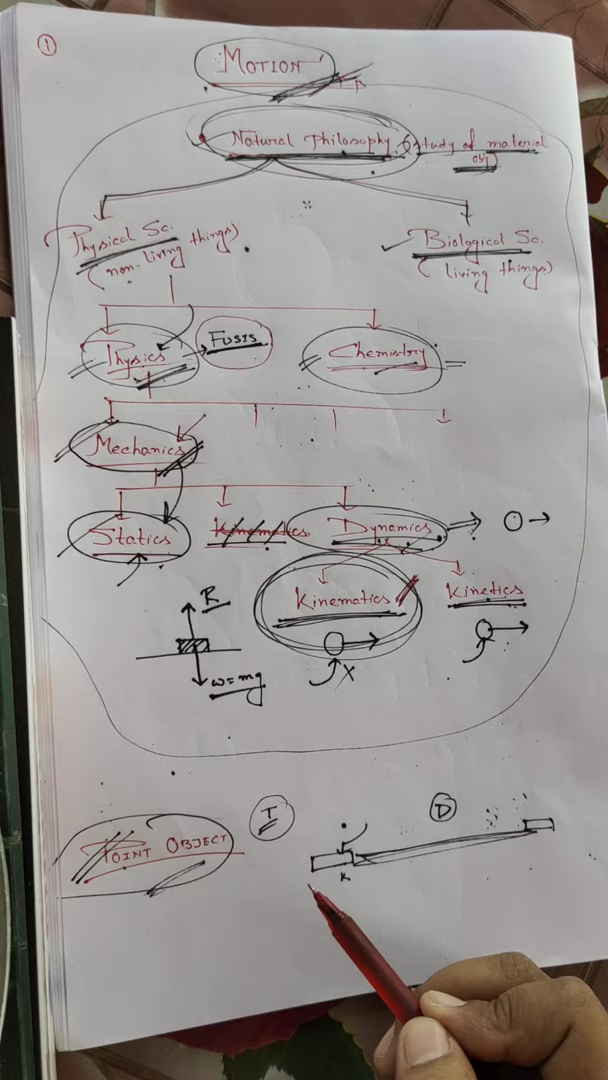 ①
MOTION
Natural Philosophy : Study of material
obj
Physical Sc.
(non-living things)
Biological Sc.
(living things)
Physics
Fusis
Chemistry
Mechanics
Statics
Kinematics
Dynamics
Kinematics
Kinetics
R
w=mg
X
POINT OBJECT
I
D
K